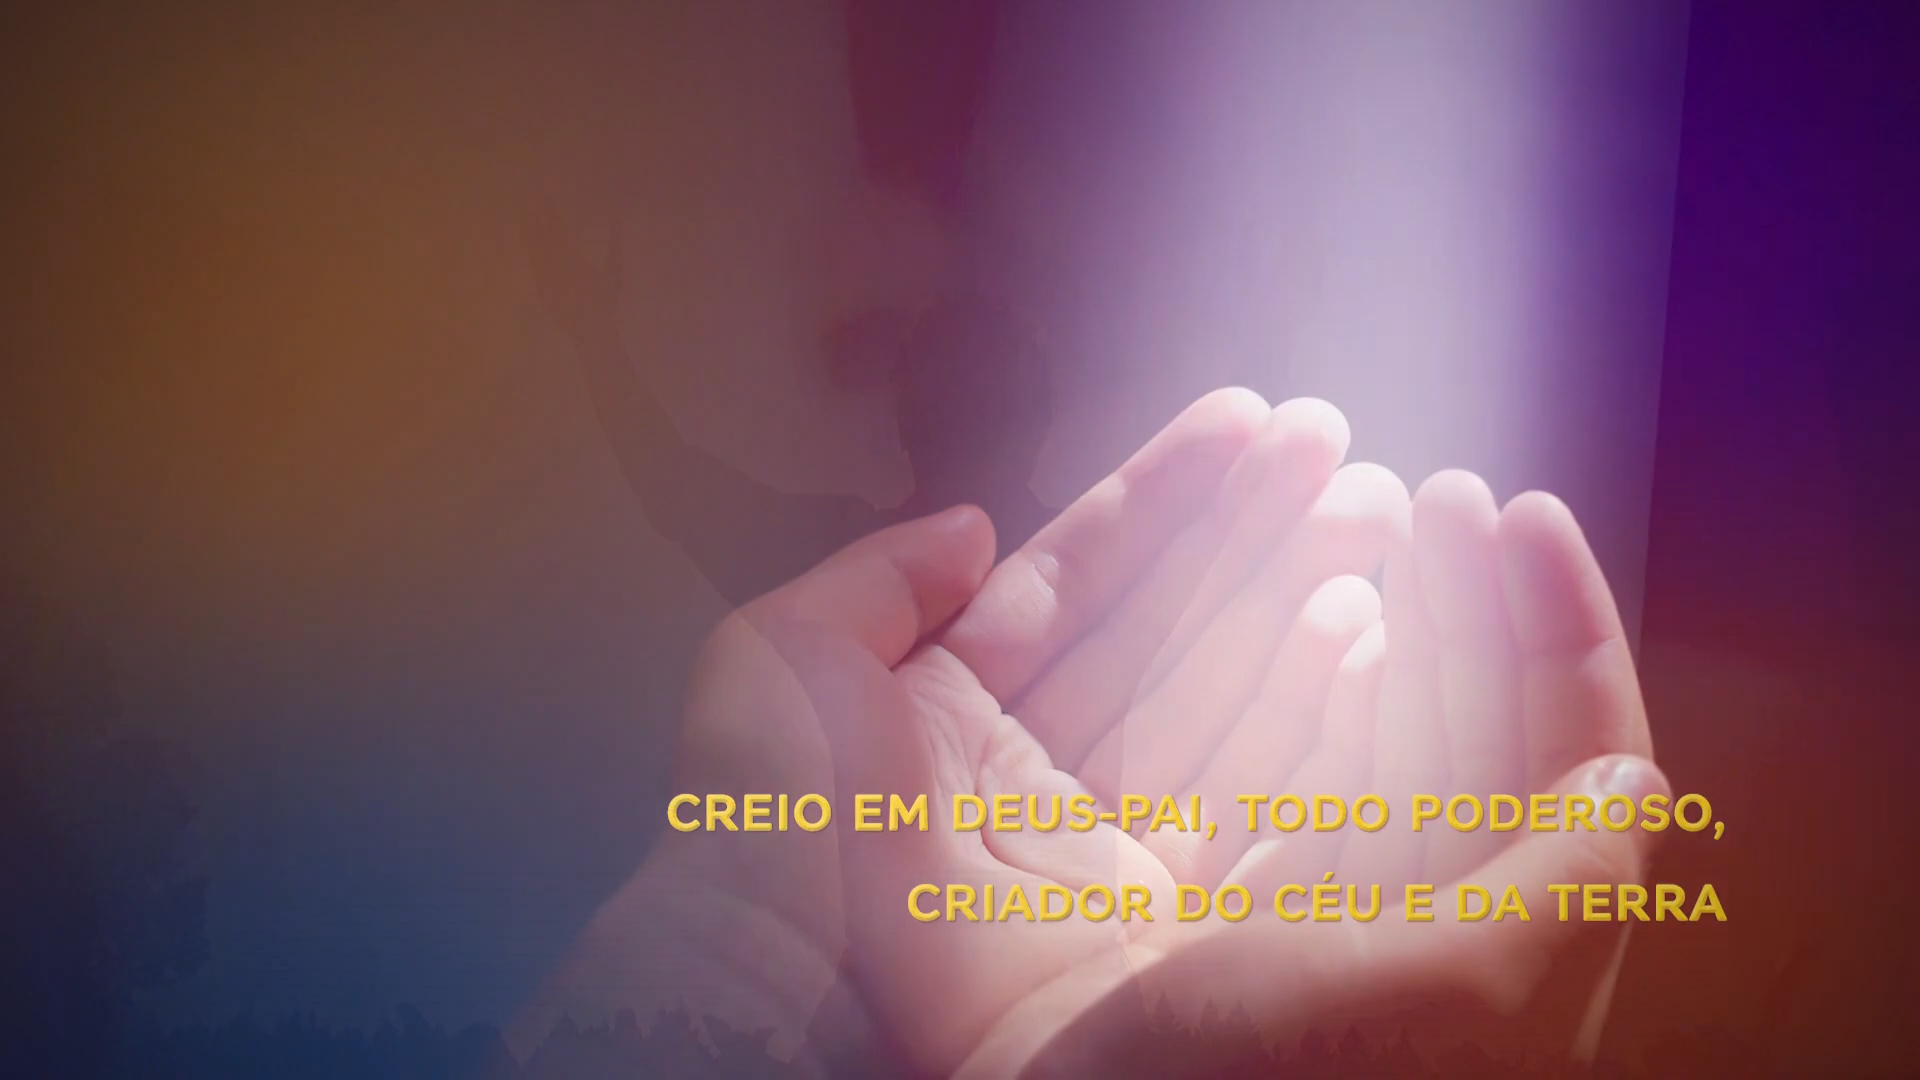 CREIO EM DEUS-PAI, TODO PODEROSO,
CRIADOR DO CÉU E DA TERRA